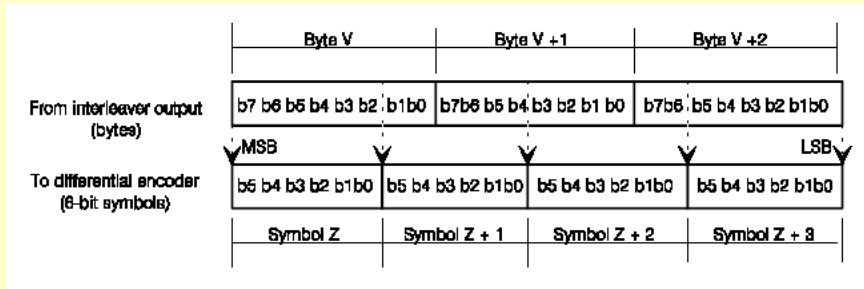 Byte V Byte V +1 Byte V +2
From interleaver output
(bytes)
b7 b6 b5 b4 b3 b2 b1b0 b7b6 b5 b4 b3 b2 b1 b0 b7b6 b5 b4 b3 b2 b1b0
MSB LSB
To differential encoder
(6-bit symbols)
b5 b4 b3 b2 b1b0 b5 b4 b3 b2 b1b0 b5 b4 b3 b2 b1b0 b5 b4 b3 b2 b1b0
Symbol Z Symbol Z + 1 Symbol Z + 2 Symbol Z + 3